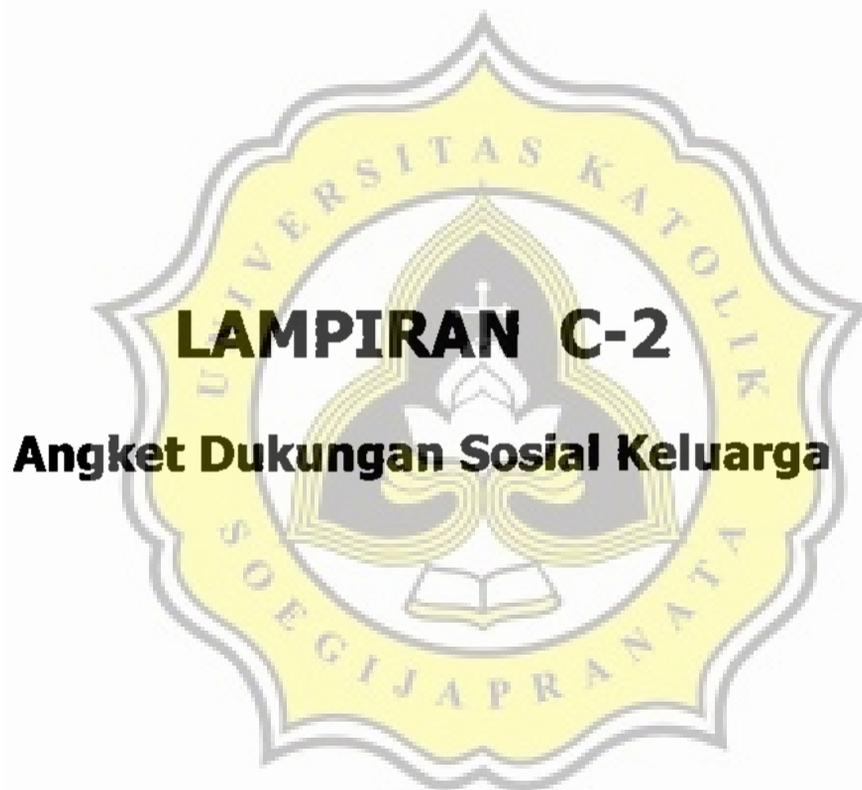 UNIVERSITAS KATOLIK
LAMPIRAN C-2
Angket Dukungan Sosial Keluarga
SOEGIJAPRANATA